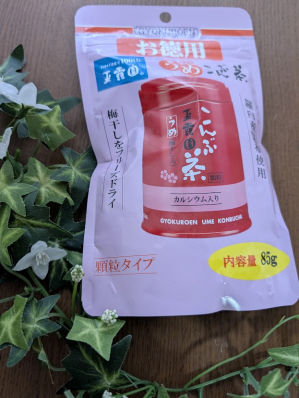 お徳用
うめこんぶ茶
玉露園
梅干しをフリーズドライ
こんぶ茶
玉露園
うめ
カルシウム入り
GYOKUROEN UME KONBUCHA
顆粒タイプ
内容量 85g